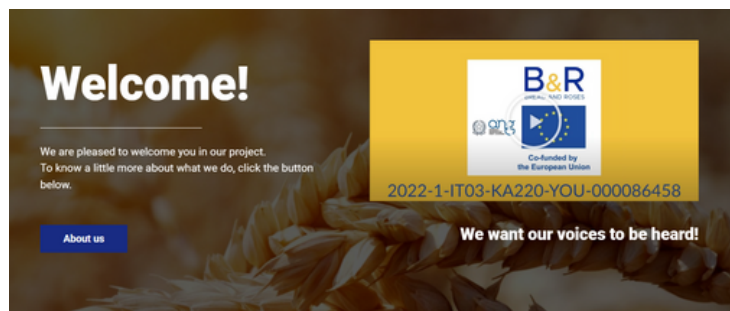 Welcome!
We are pleased to welcome you in our project.
To know a little more about what we do, click the button
below.
About us
B&R
AND ROSES
Co-funded by
the European Union
2022-1-IT03-KA220-YOU-000086458
We want our voices to be heard!